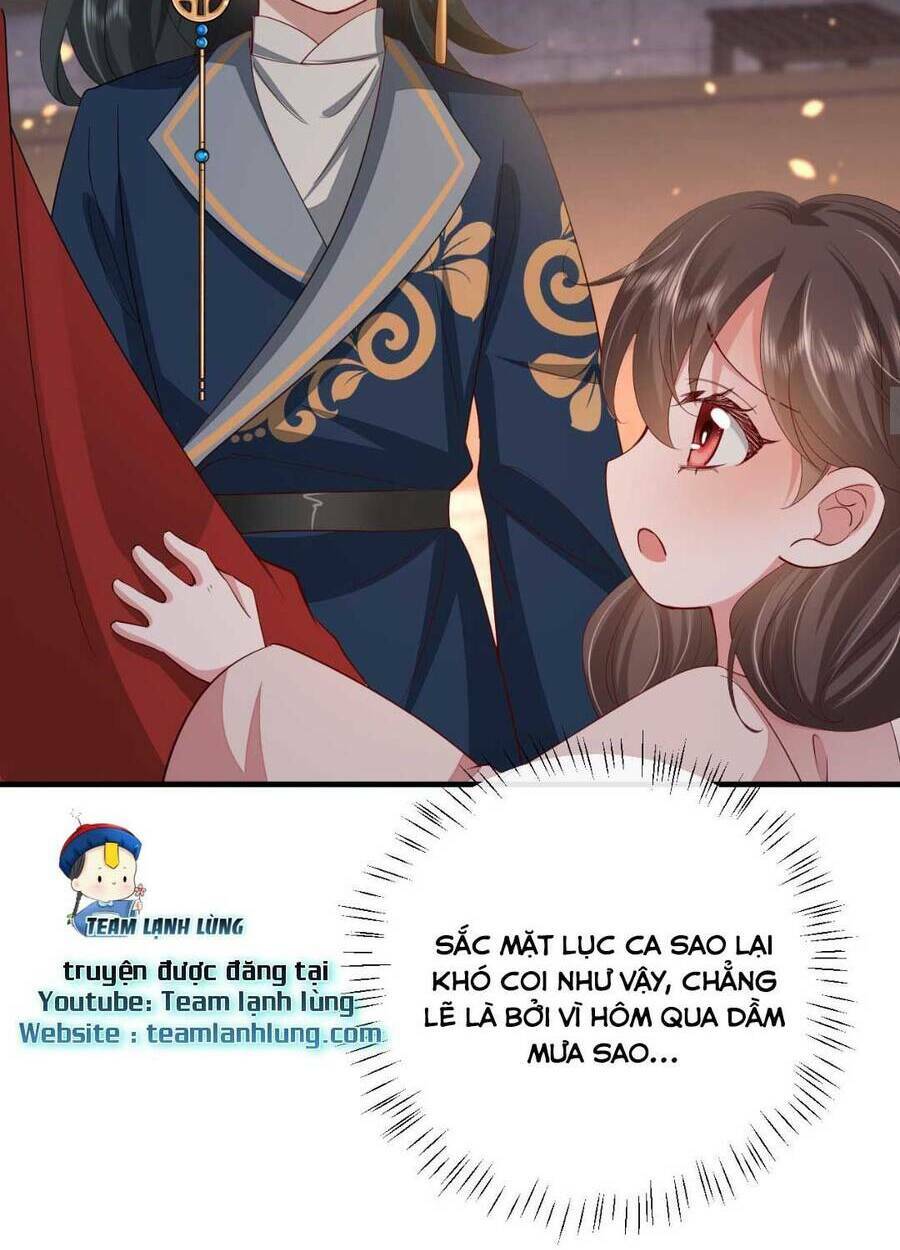 TEAM LẠNH LÙNG
truyện được đăng tại
Youtube: Team lạnh lùng
Website : teamlanhlung.com
SẮC MẶT LỤC CA SAO LẠI
KHÓ COI NHƯ VẬY, CHẲNG
LẼ LÀ BỞI VÌ HÔM QUA DẦM
MƯA SAO...